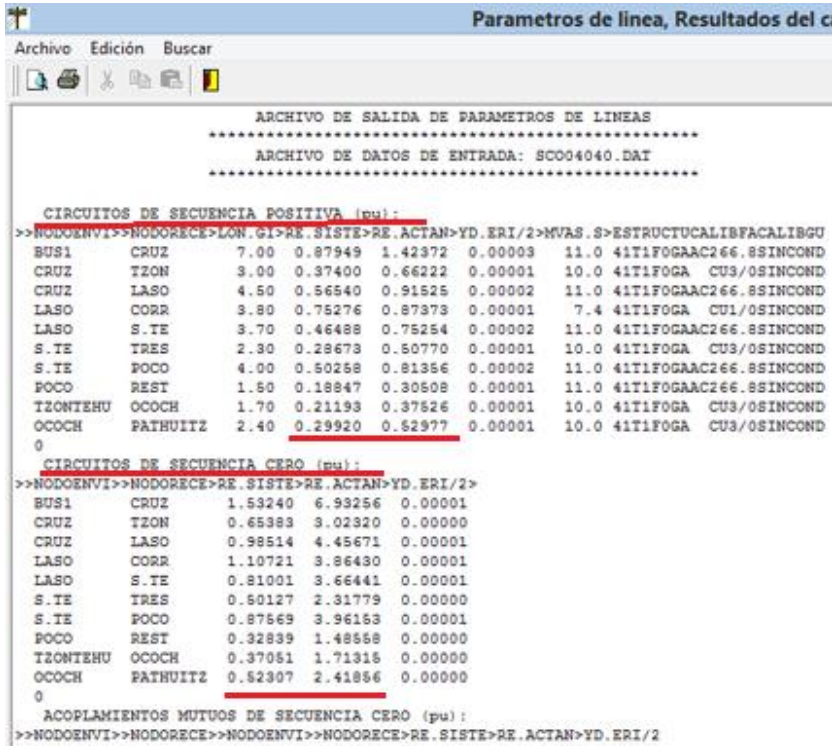 Parametros de linea, Resultados del c
Archivo Edición Buscar
ARCHIVO DE SALIDA DE PARAMETROS DE LINEAS
****************************************************
ARCHIVO DE DATOS DE ENTRADA: SCO04040.DAT
****************************************************
CIRCUITOS DE SECUENCIA POSITIVA (pu):
>>NODOENVI>>NODORECE>LON.GI>RE.SISTE>RE.ACTAN>YD.ERI/2>MVAS.S>ESTRUCTUCALIBFACALIBGU
BUS1 CRUZ 7.00 0.87949 1.42372 0.00003 11.0 41T1F0GAAC266.8SINCOND
CRUZ TZON 3.00 0.37400 0.66222 0.00001 10.0 41T1F0GA CU3/0SINCOND
CRUZ LASO 4.50 0.56540 0.91525 0.00002 11.0 41T1F0GAAC266.8SINCOND
LASO CORR 3.80 0.75276 0.87373 0.00001 7.4 41T1F0GA CU1/0SINCOND
LASO S.TE 3.70 0.46488 0.75254 0.00002 11.0 41T1F0GAAC266.8SINCOND
S.TE TRES 2.30 0.28673 0.50770 0.00001 10.0 41T1F0GA CU3/0SINCOND
S.TE POCO 4.00 0.50258 0.81356 0.00002 11.0 41T1F0GAAC266.8SINCOND
POCO REST 1.50 0.18847 0.30508 0.00001 11.0 41T1F0GAAC266.8SINCOND
TZONTEHU OCOCH 1.70 0.21193 0.37526 0.00001 10.0 41T1F0GA CU3/0SINCOND
OCOCH PATHUITZ 2.40 0.29920 0.52977 0.00001 10.0 41T1F0GA CU3/0SINCOND
0
CIRCUITOS DE SECUENCIA CERO (pu):
>>NODOENVI>>NODORECE>RE.SISTE>RE.ACTAN>YD.ERI/2>
BUS1 CRUZ 1.53240 6.93256 0.00001
CRUZ TZON 0.65383 3.02320 0.00000
CRUZ LASO 0.98514 4.45671 0.00001
LASO CORR 1.10721 3.86430 0.00001
LASO S.TE 0.81001 3.66441 0.00001
S.TE TRES 0.50127 2.31779 0.00000
S.TE POCO 0.87569 3.96153 0.00001
POCO REST 0.32839 1.48558 0.00000
TZONTEHU OCOCH 0.37051 1.71315 0.00000
OCOCH PATHUITZ 0.52307 2.41856 0.00000
0
ACOPLAMIENTOS MUTUOS DE SECUENCIA CERO (pu):
>>NODOENVI>>NODORECE>>NODOENVI>>NODORECE>RE.SISTE>RE.ACTAN>YD.ERI/2